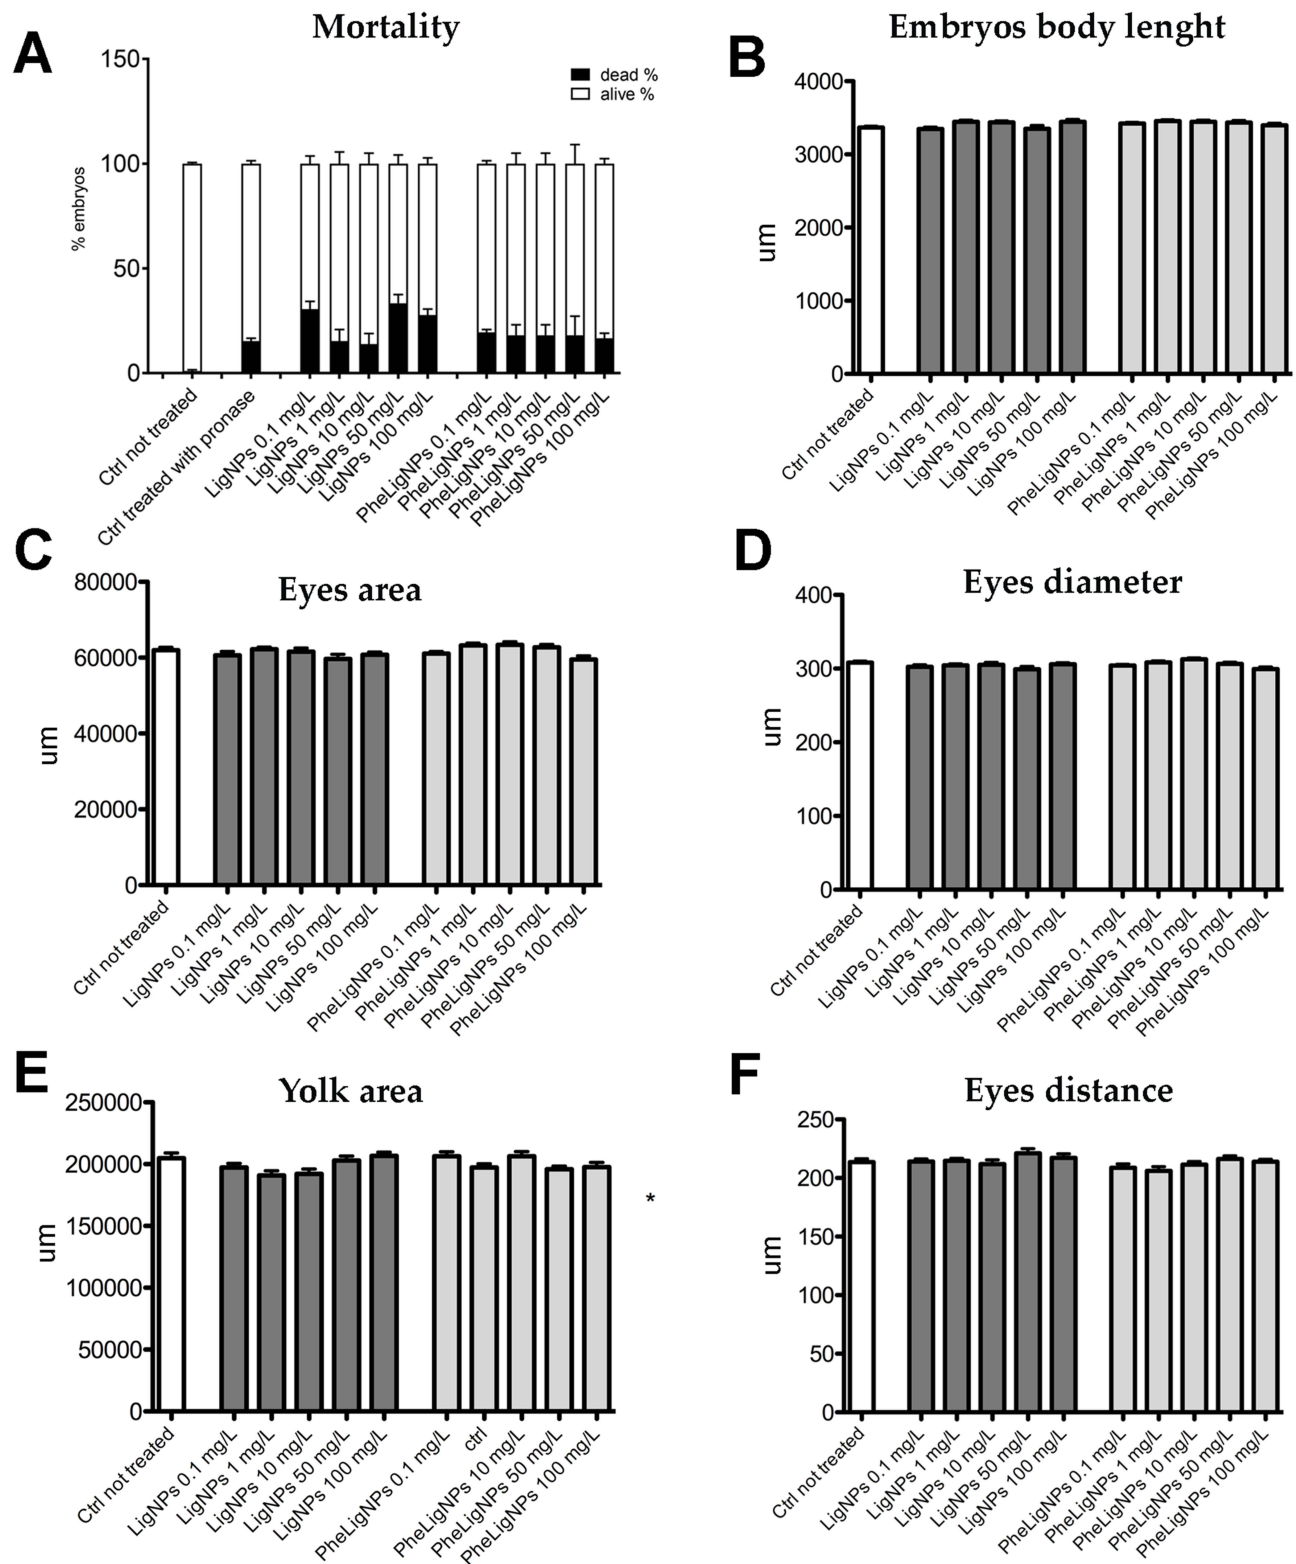 A
Mortality
150
100
50
0
% embryos
dead %
alive %
Ctrl not treated
Ctrl treated with pronase
LigNPs 0.1 mg/L
LigNPs 1 mg/L
LigNPs 10 mg/L
LigNPs 50 mg/L
LigNPs 100 mg/L
PheLigNPs 0.1 mg/L
PheLigNPs 1 mg/L
PheLigNPs 10 mg/L
PheLigNPs 50 mg/L
PheLigNPs 100 mg/L
B
Embryos body lenght
4000
3000
2000
1000
0
um
Ctrl not treated
LigNPs 0.1 mg/L
LigNPs 1 mg/L
LigNPs 10 mg/L
LigNPs 50 mg/L
LigNPs 100 mg/L
PheLigNPs 0.1 mg/L
PheLigNPs 1 mg/L
PheLigNPs 10 mg/L
PheLigNPs 50 mg/L
PheLigNPs 100 mg/L
C
Eyes area
80000
60000
40000
20000
0
um
Ctrl not treated
LigNPs 0.1 mg/L
LigNPs 1 mg/L
LigNPs 10 mg/L
LigNPs 50 mg/L
LigNPs 100 mg/L
PheLigNPs 0.1 mg/L
PheLigNPs 1 mg/L
PheLigNPs 10 mg/L
PheLigNPs 50 mg/L
PheLigNPs 100 mg/L
D
Eyes diameter
400
300
200
100
0
um
Ctrl not treated
LigNPs 0.1 mg/L
LigNPs 1 mg/L
LigNPs 10 mg/L
LigNPs 50 mg/L
LigNPs 100 mg/L
PheLigNPs 0.1 mg/L
PheLigNPs 1 mg/L
PheLigNPs 10 mg/L
PheLigNPs 50 mg/L
PheLigNPs 100 mg/L
E
Yolk area
250000
200000
150000
100000
50000
0
um
*
Ctrl not treated
LigNPs 0.1 mg/L
LigNPs 1 mg/L
LigNPs 10 mg/L
LigNPs 50 mg/L
LigNPs 100 mg/L
PheLigNPs 0.1 mg/L
ctrl
PheLigNPs 10 mg/L
PheLigNPs 50 mg/L
PheLigNPs 100 mg/L
F
Eyes distance
250
200
150
100
50
0
um
Ctrl not treated
LigNPs 0.1 mg/L
LigNPs 1 mg/L
LigNPs 10 mg/L
LigNPs 50 mg/L
LigNPs 100 mg/L
PheLigNPs 0.1 mg/L
PheLigNPs 1 mg/L
PheLigNPs 10 mg/L
PheLigNPs 50 mg/L
PheLigNPs 100 mg/L